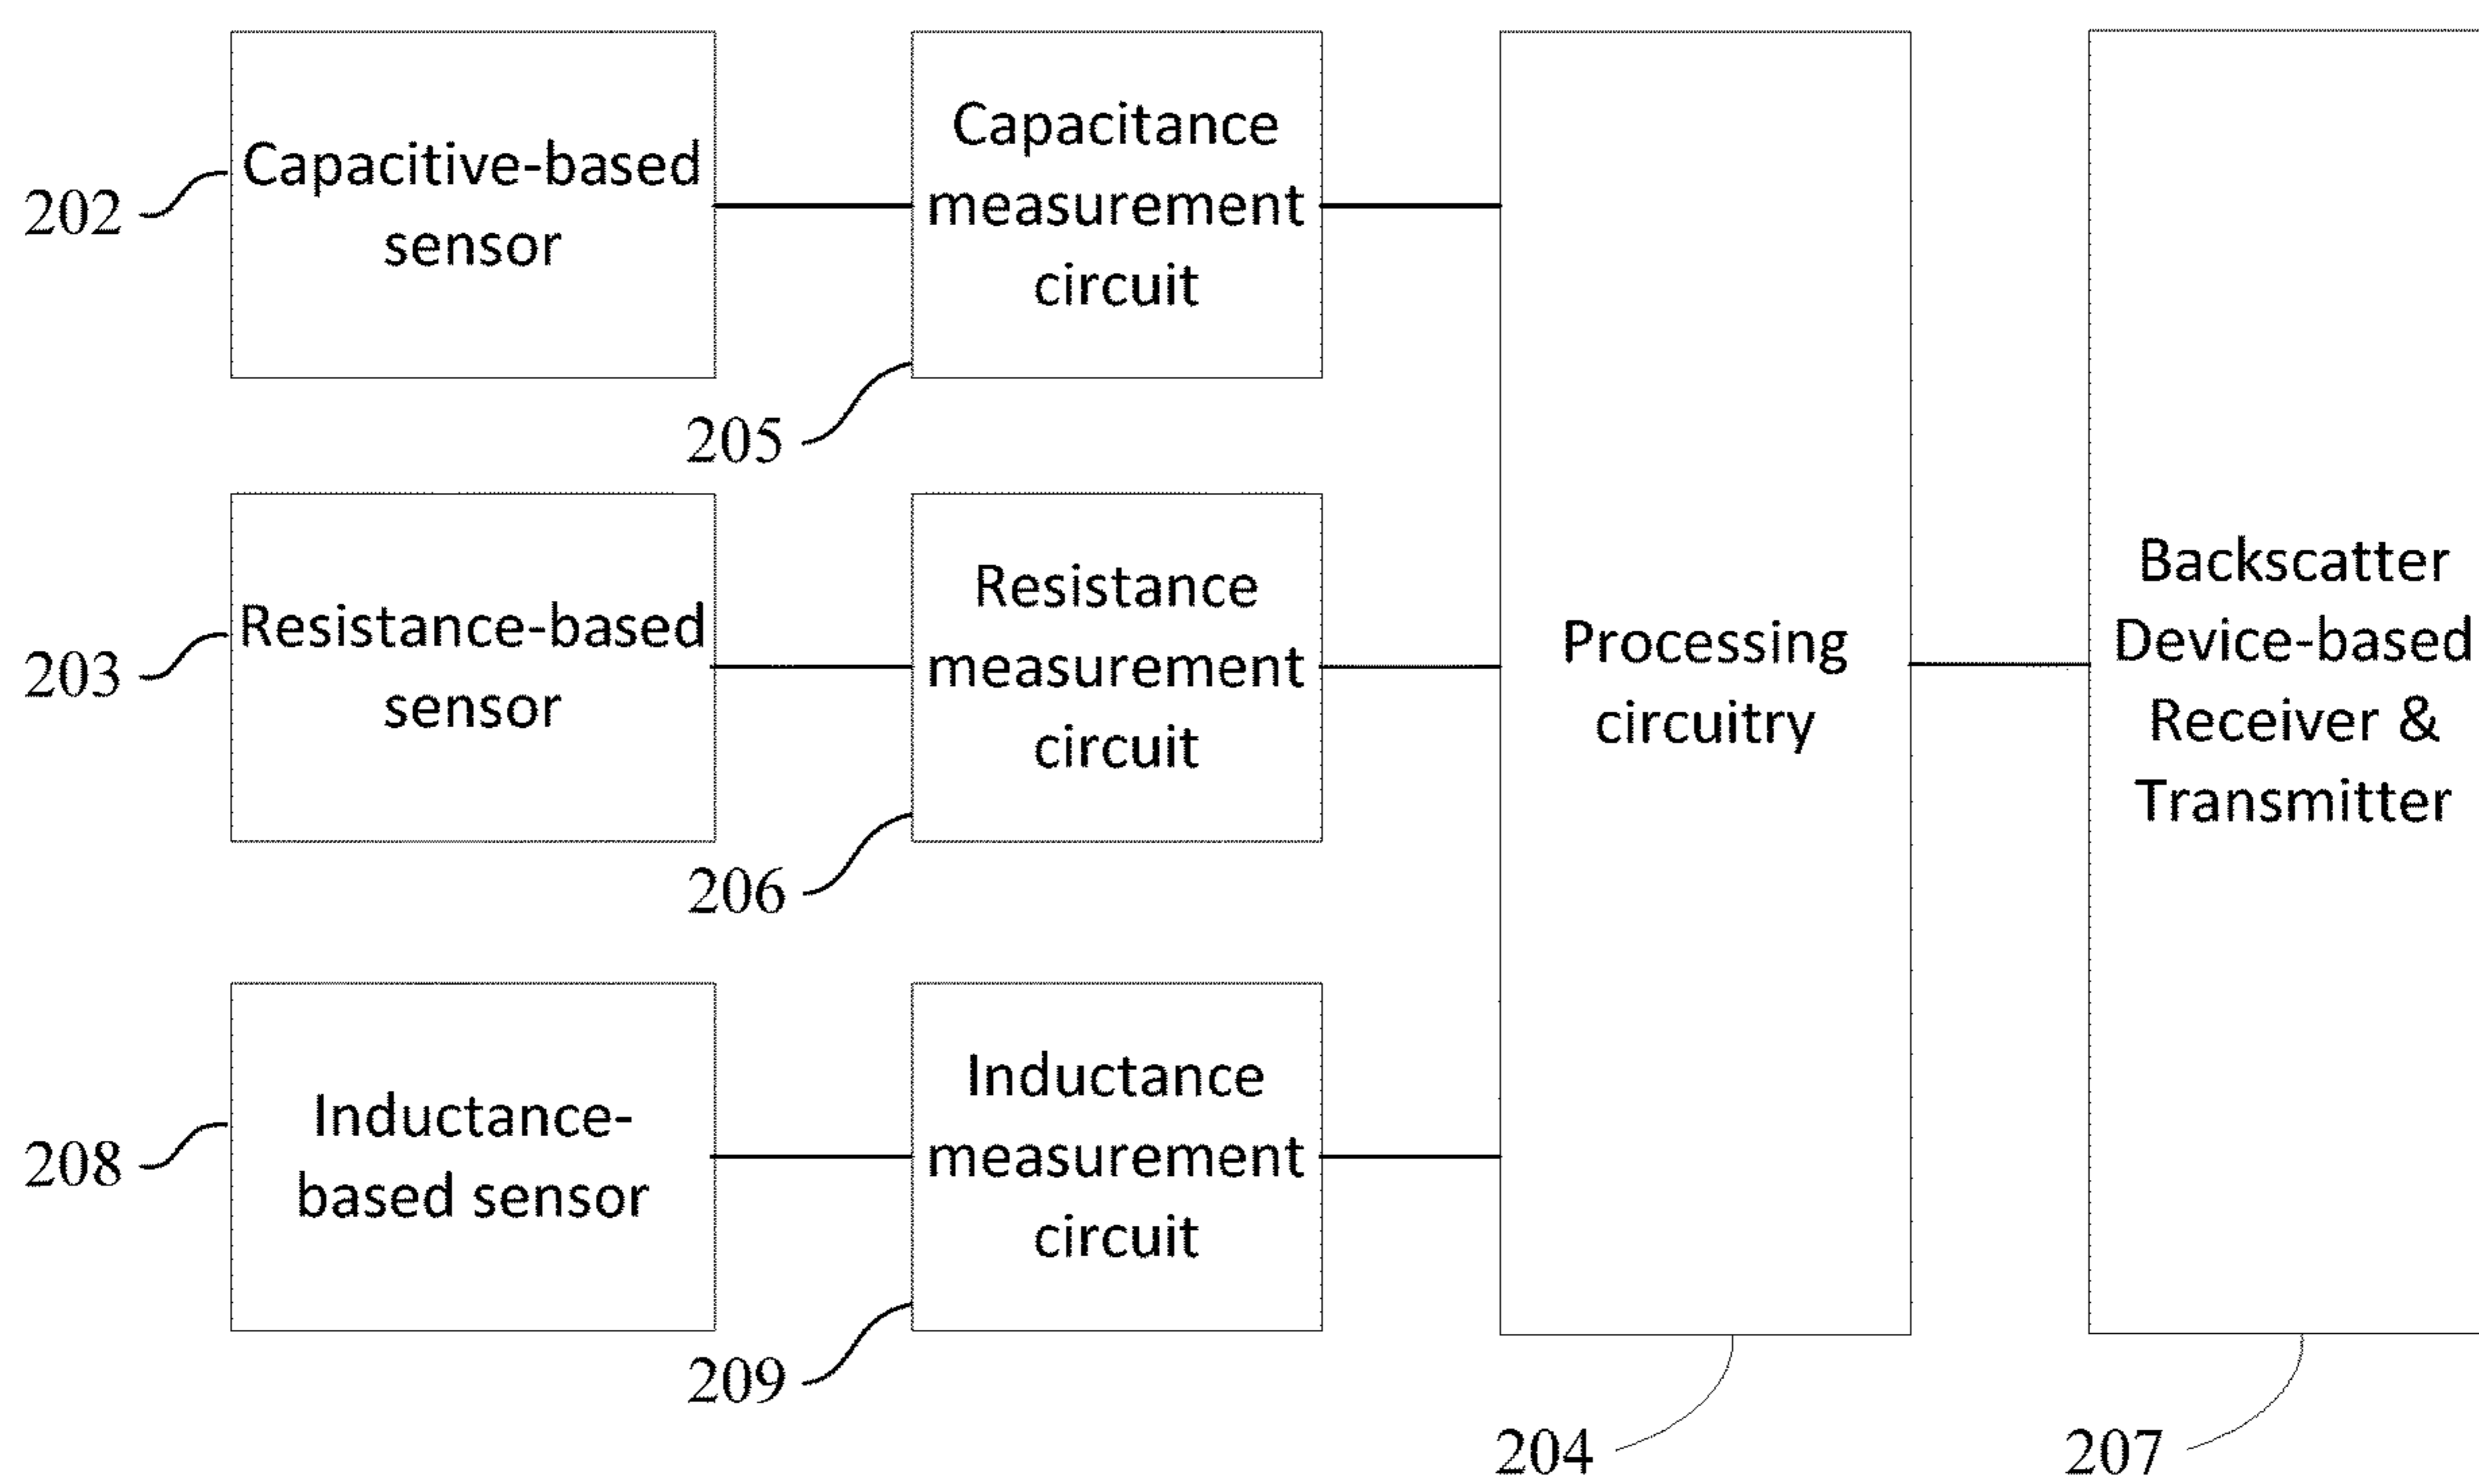 202
Capacitive-based
sensor
Capacitance
measurement
circuit
205
203
Resistance-based
sensor
Resistance
measurement
circuit
206
208
Inductance-
based sensor
Inductance
measurement
circuit
209
Processing
circuitry
204
Backscatter
Device-based
Receiver &
Transmitter
207